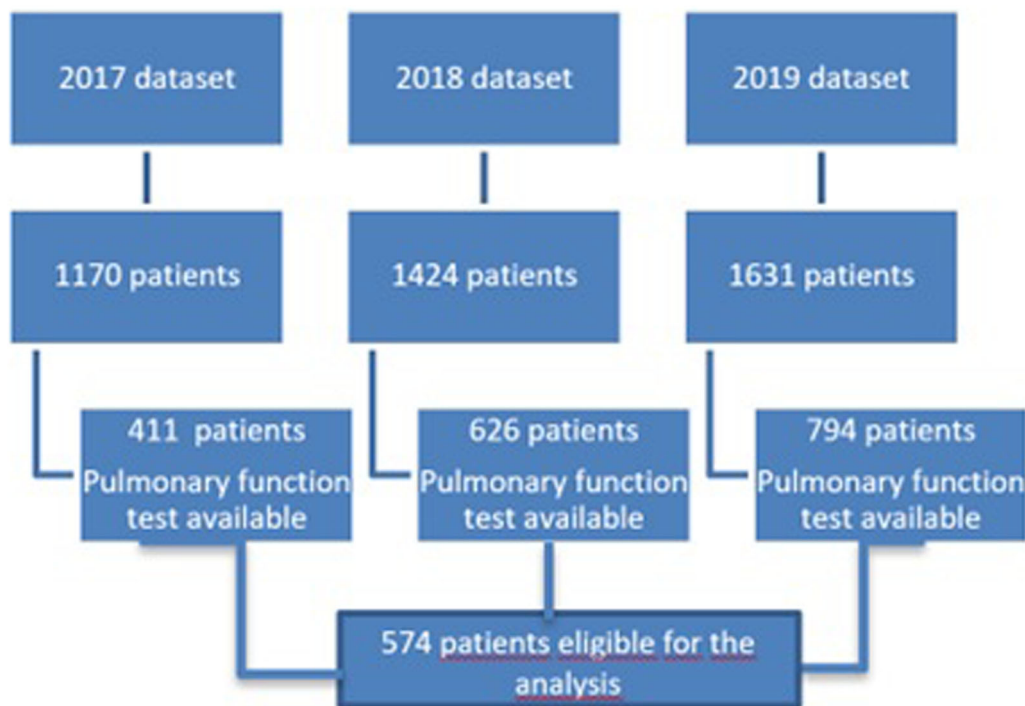 2017 dataset
2018 dataset
2019 dataset
1170 patients
1424 patients
1631 patients
411 patients
Pulmonary function
test available
626 patients
Pulmonary function
test available
794 patients
Pulmonary function
test available
574 patients eligible for the
analysis